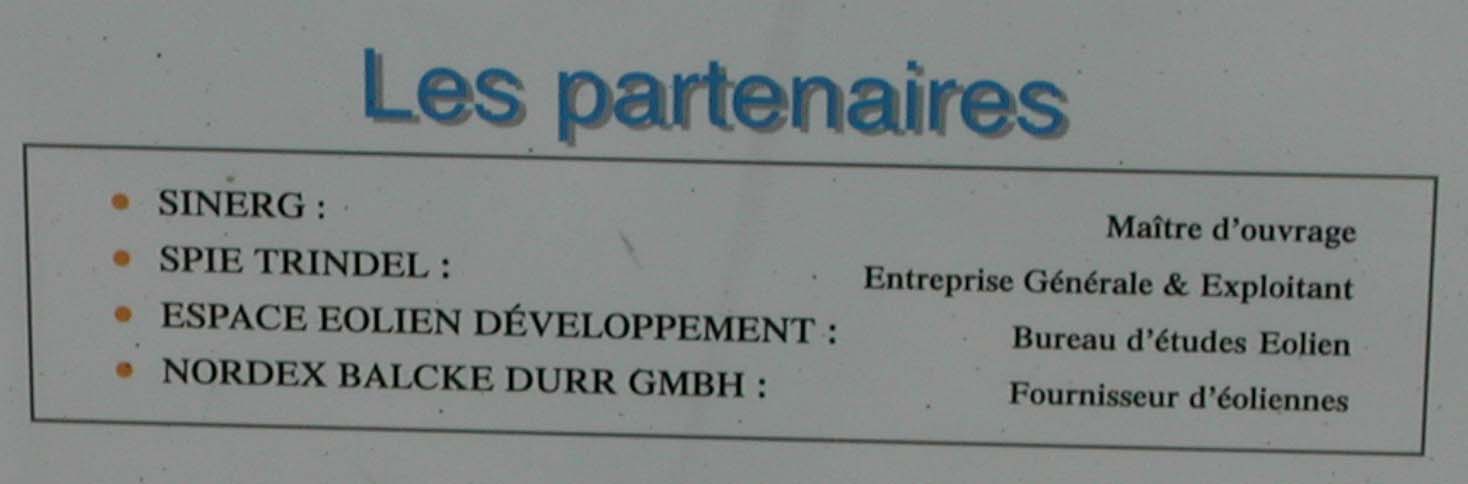 Les partenaires
• SINERG : Maître d'ouvrage
• SPIE TRINDEL : Entreprise Générale & Exploitant
• ESPACE EOLIEN DÉVELOPPEMENT : Bureau d'études Eolien
• NORDEX BALCKE DURR GMBH : Fournisseur d'éoliennes